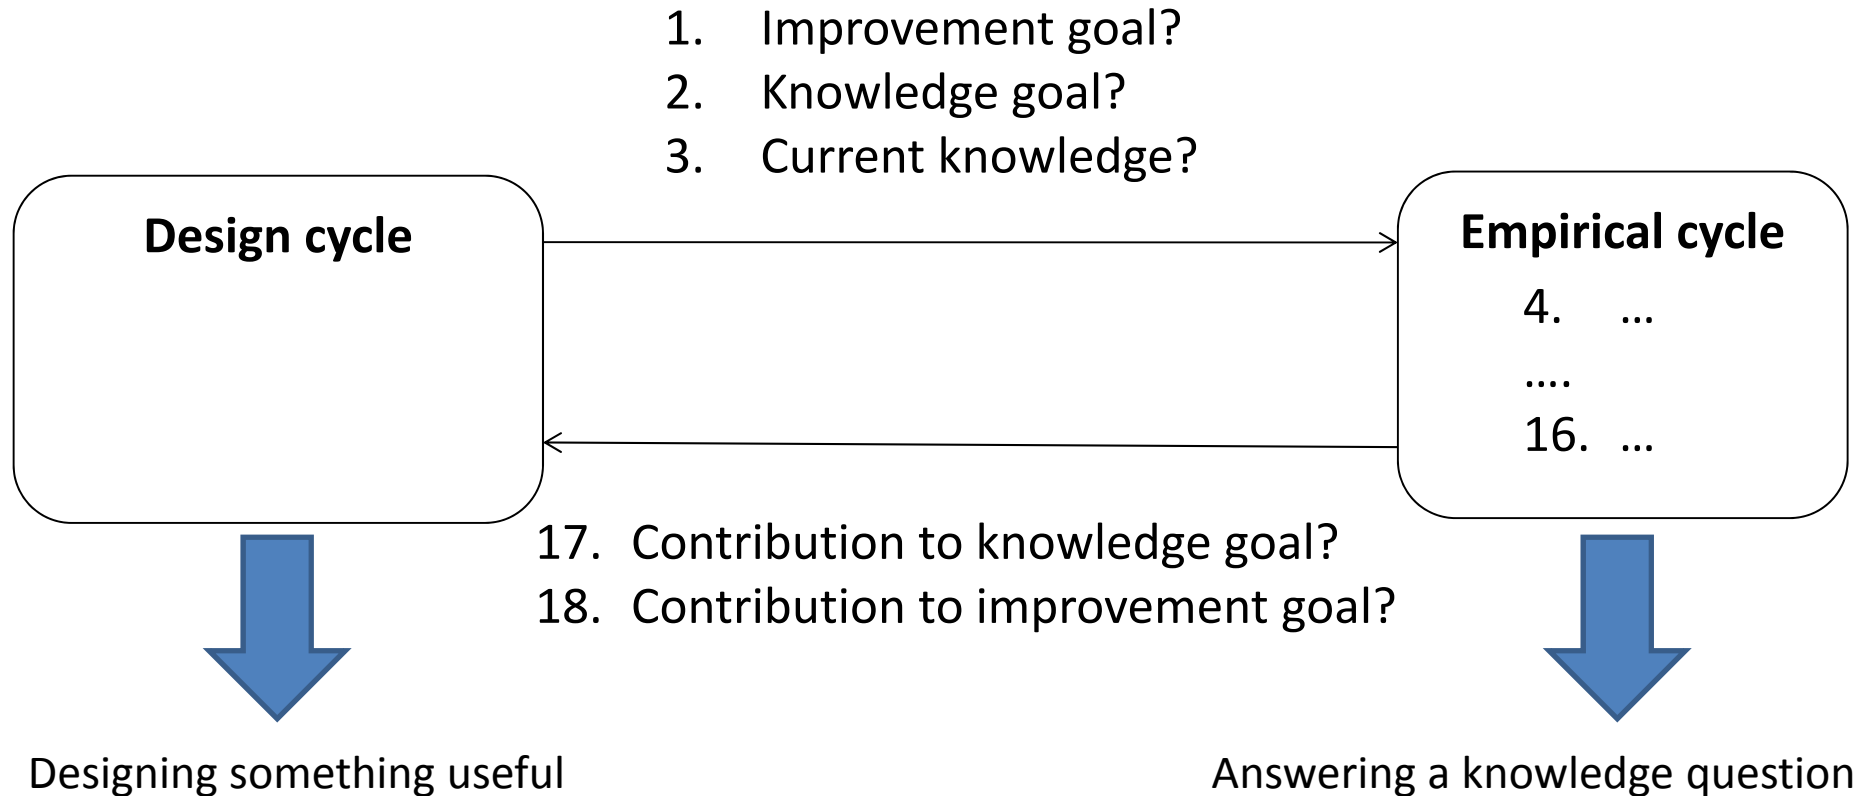 1. Improvement goal?
2. Knowledge goal?
3. Current knowledge?
Design cycle
Empirical cycle
4. …
….
16. …
17. Contribution to knowledge goal?
18. Contribution to improvement goal?
Designing something useful
Answering a knowledge question